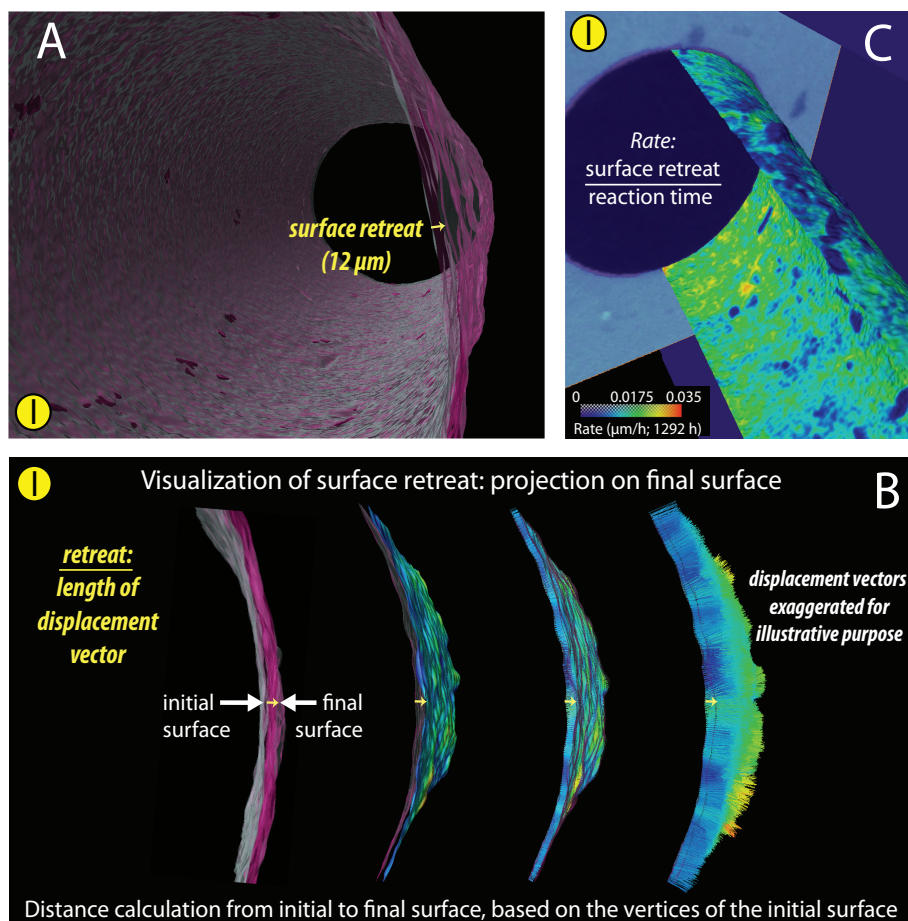 A
surface retreat
(12 µm)
I
I
C
Rate:
surface retreat
reaction time
0 0.0175 0.035
Rate (µm/h; 1292 h)
I
Visualization of surface retreat: projection on final surface
B
retreat:
length of
displacement
vector
initial
surface
final
surface
displacement vectors
exaggerated for
illustrative purpose
Distance calculation from initial to final surface, based on the vertices of the initial surface